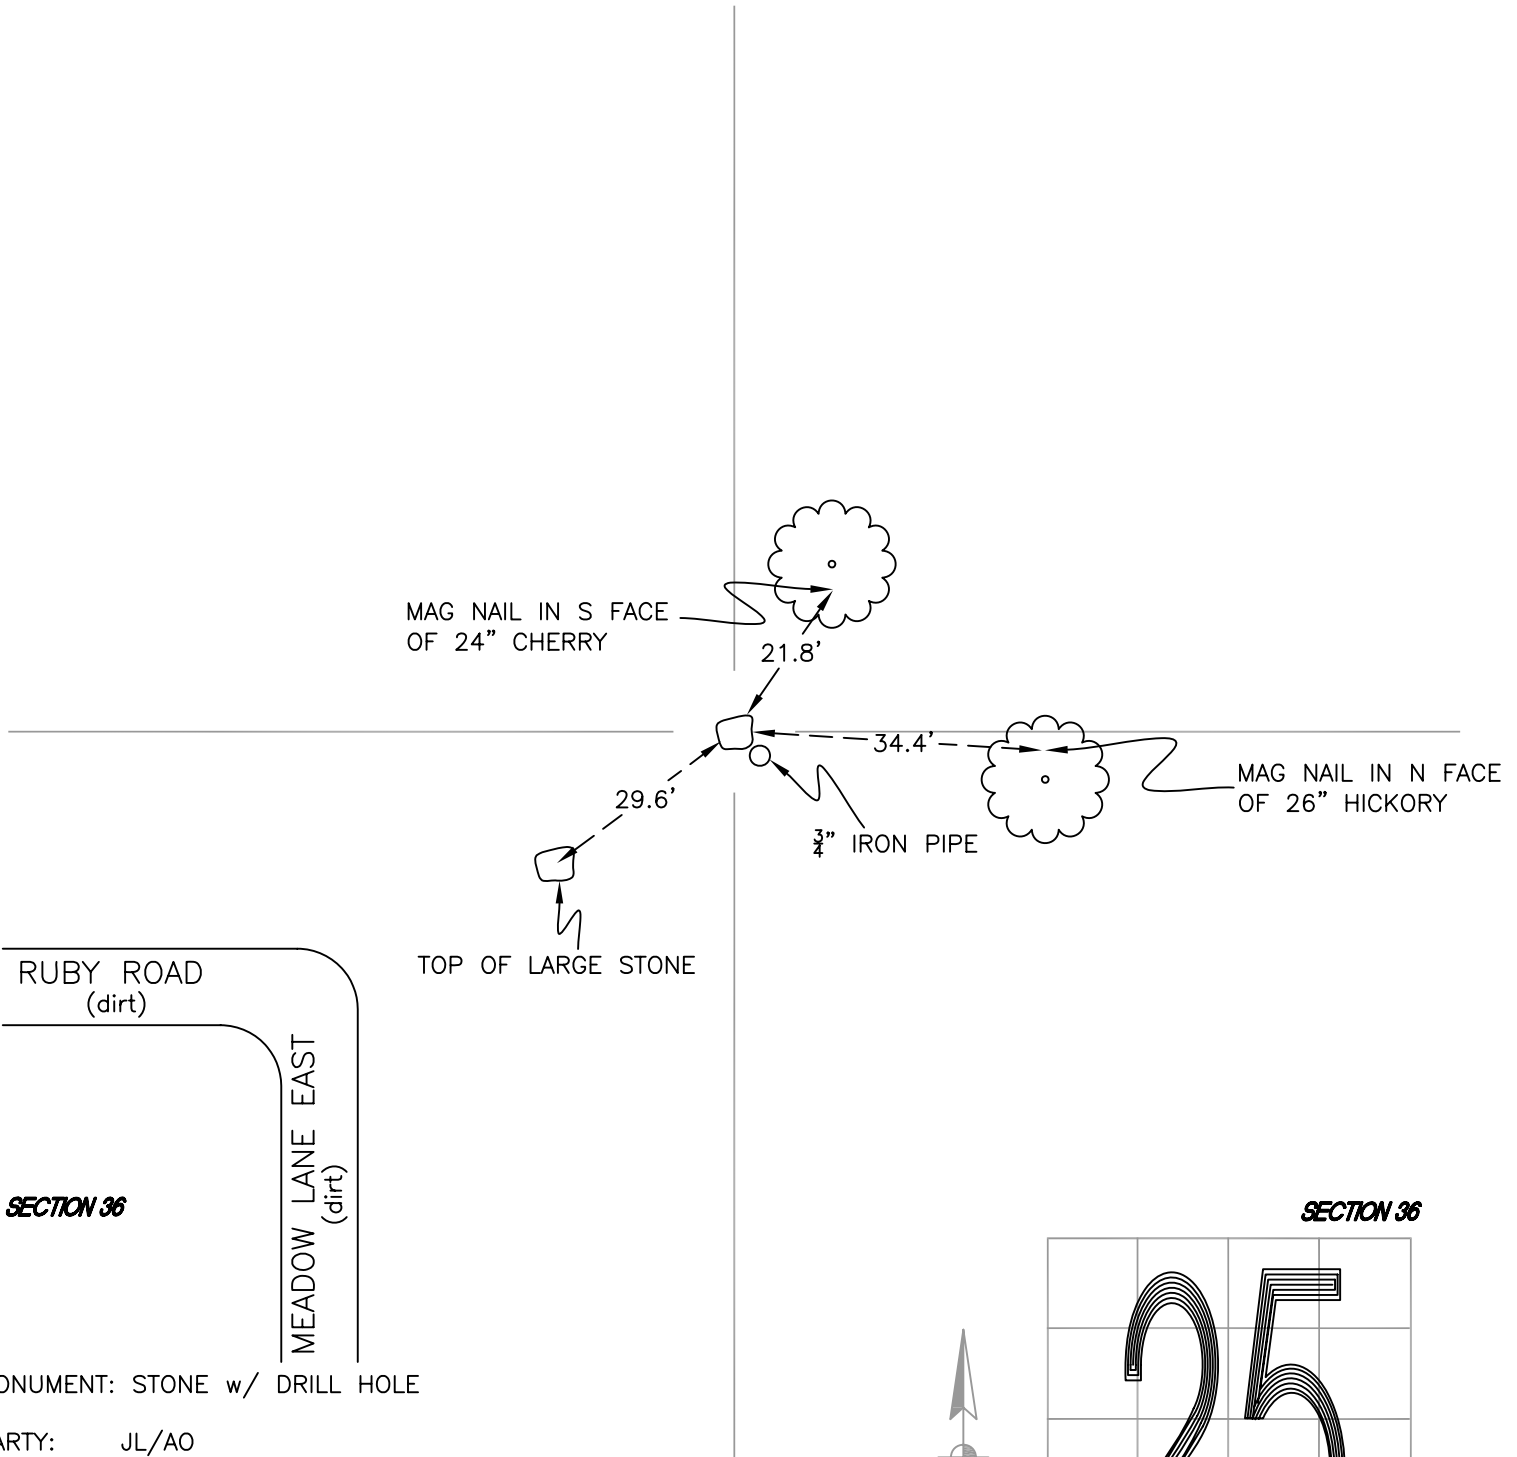 MAG NAIL IN S FACE
OF 24" CHERRY
21.8'
34.4'
MAG NAIL IN N FACE
OF 26" HICKORY
29.6'
3/4" IRON PIPE
TOP OF LARGE STONE
RUBY ROAD
(dirt)
MEADOW LANE EAST
(dirt)
SECTION 36
SECTION 36
25
ONUMENT: STONE w/ DRILL HOLE
ARTY: JL/AO